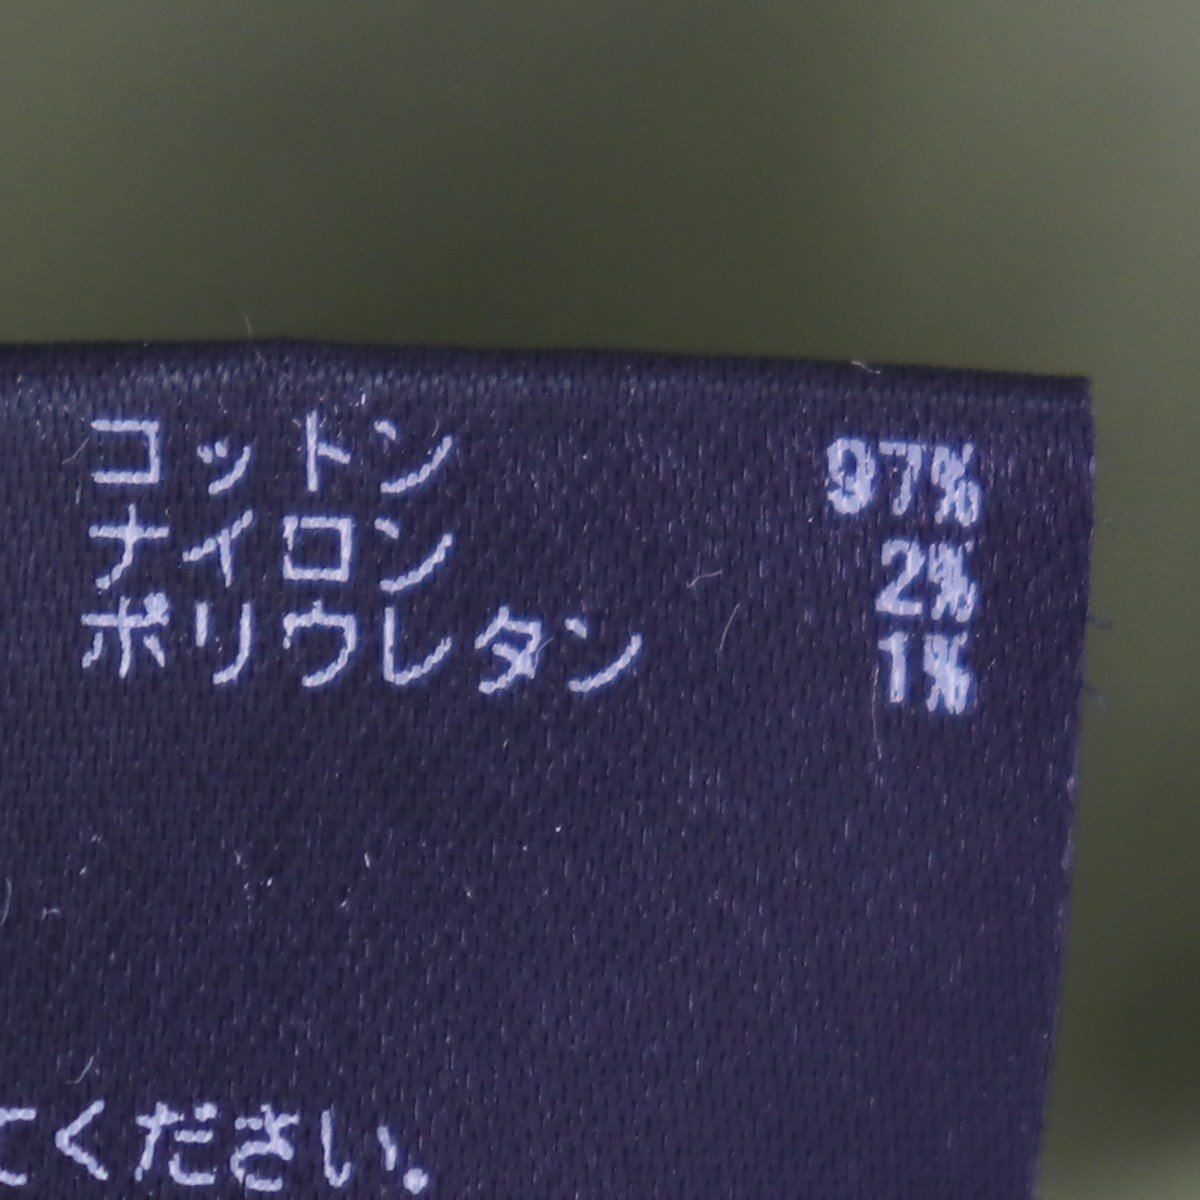 コットン 97%
ナイロン 2%
ポリウレタン 1%
てください。